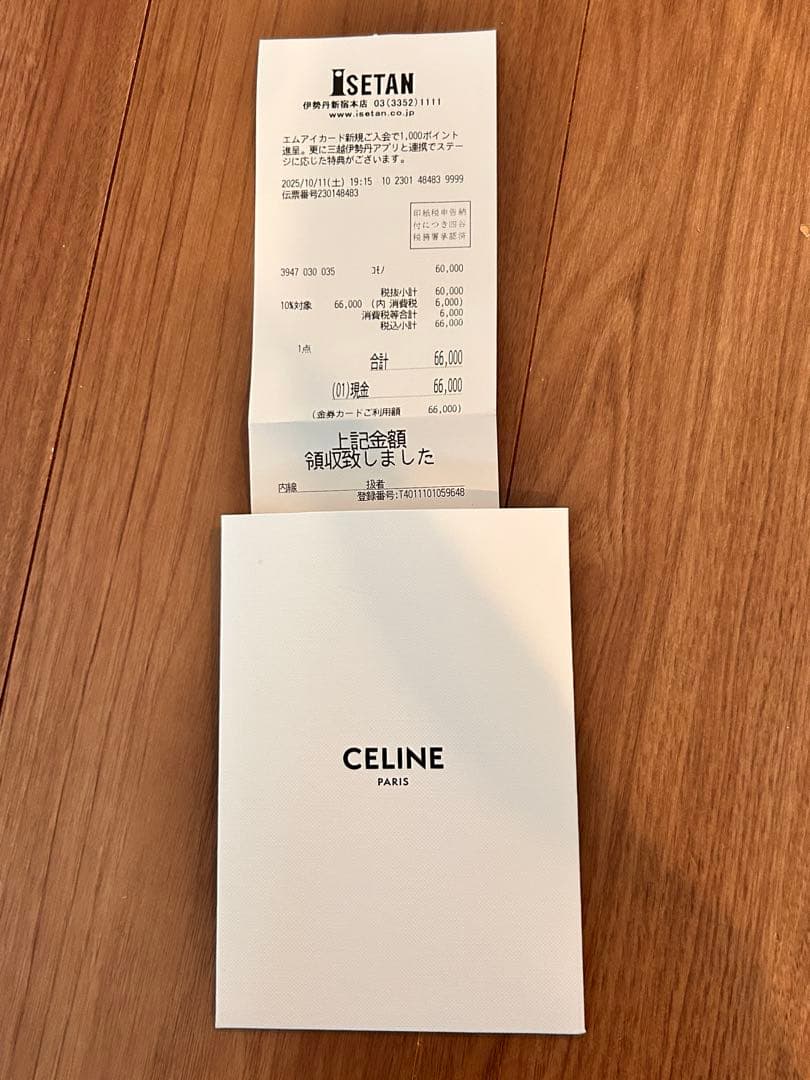 ISETAN
伊勢丹新宿本店 03(3352)1111
www.isetan.co.jp
エムアイカード新規ご入会で1,000ポイント
進呈。更に三越伊勢丹アプリと連携でステー
ジに応じた特典がございます。
2025/10/11(土) 19:15 10 2301 48483 9999
伝票番号230148483
印紙税申告納
付につき四谷
税務署承認済
3947 030 035 コモノ 60,000
税抜小計 60,000
10%対象 66,000 (内 消費税 6,000)
消費税等合計 6,000
税込小計 66,000
1点
合計 66,000
(01)現金 66,000
(金券カードご利用額 66,000)
上記金額
領収致しました
内線 扱者
登録番号:T4011101059648
CELINE
PARIS